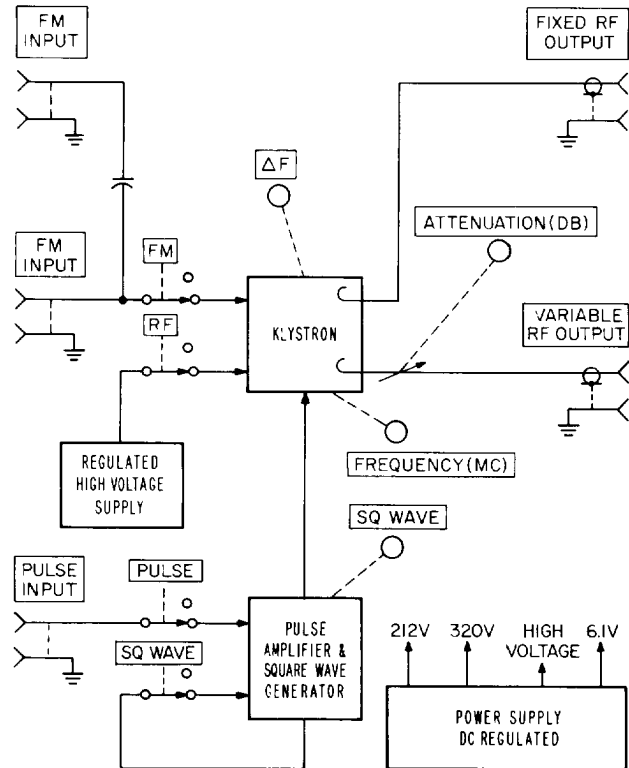 FM
INPUT
FIXED RF
OUTPUT
ΔF
ATTENUATION(DB)
FM
INPUT
FM
RF
KLYSTRON
VARIABLE
RF OUTPUT
REGULATED
HIGH VOLTAGE
SUPPLY
FREQUENCY(MC)
SQ WAVE
PULSE
INPUT
PULSE
SQ WAVE
PULSE
AMPLIFIER &
SQUARE WAVE
GENERATOR
212V 320V HIGH VOLTAGE 6.1V
POWER SUPPLY
DC REGULATED